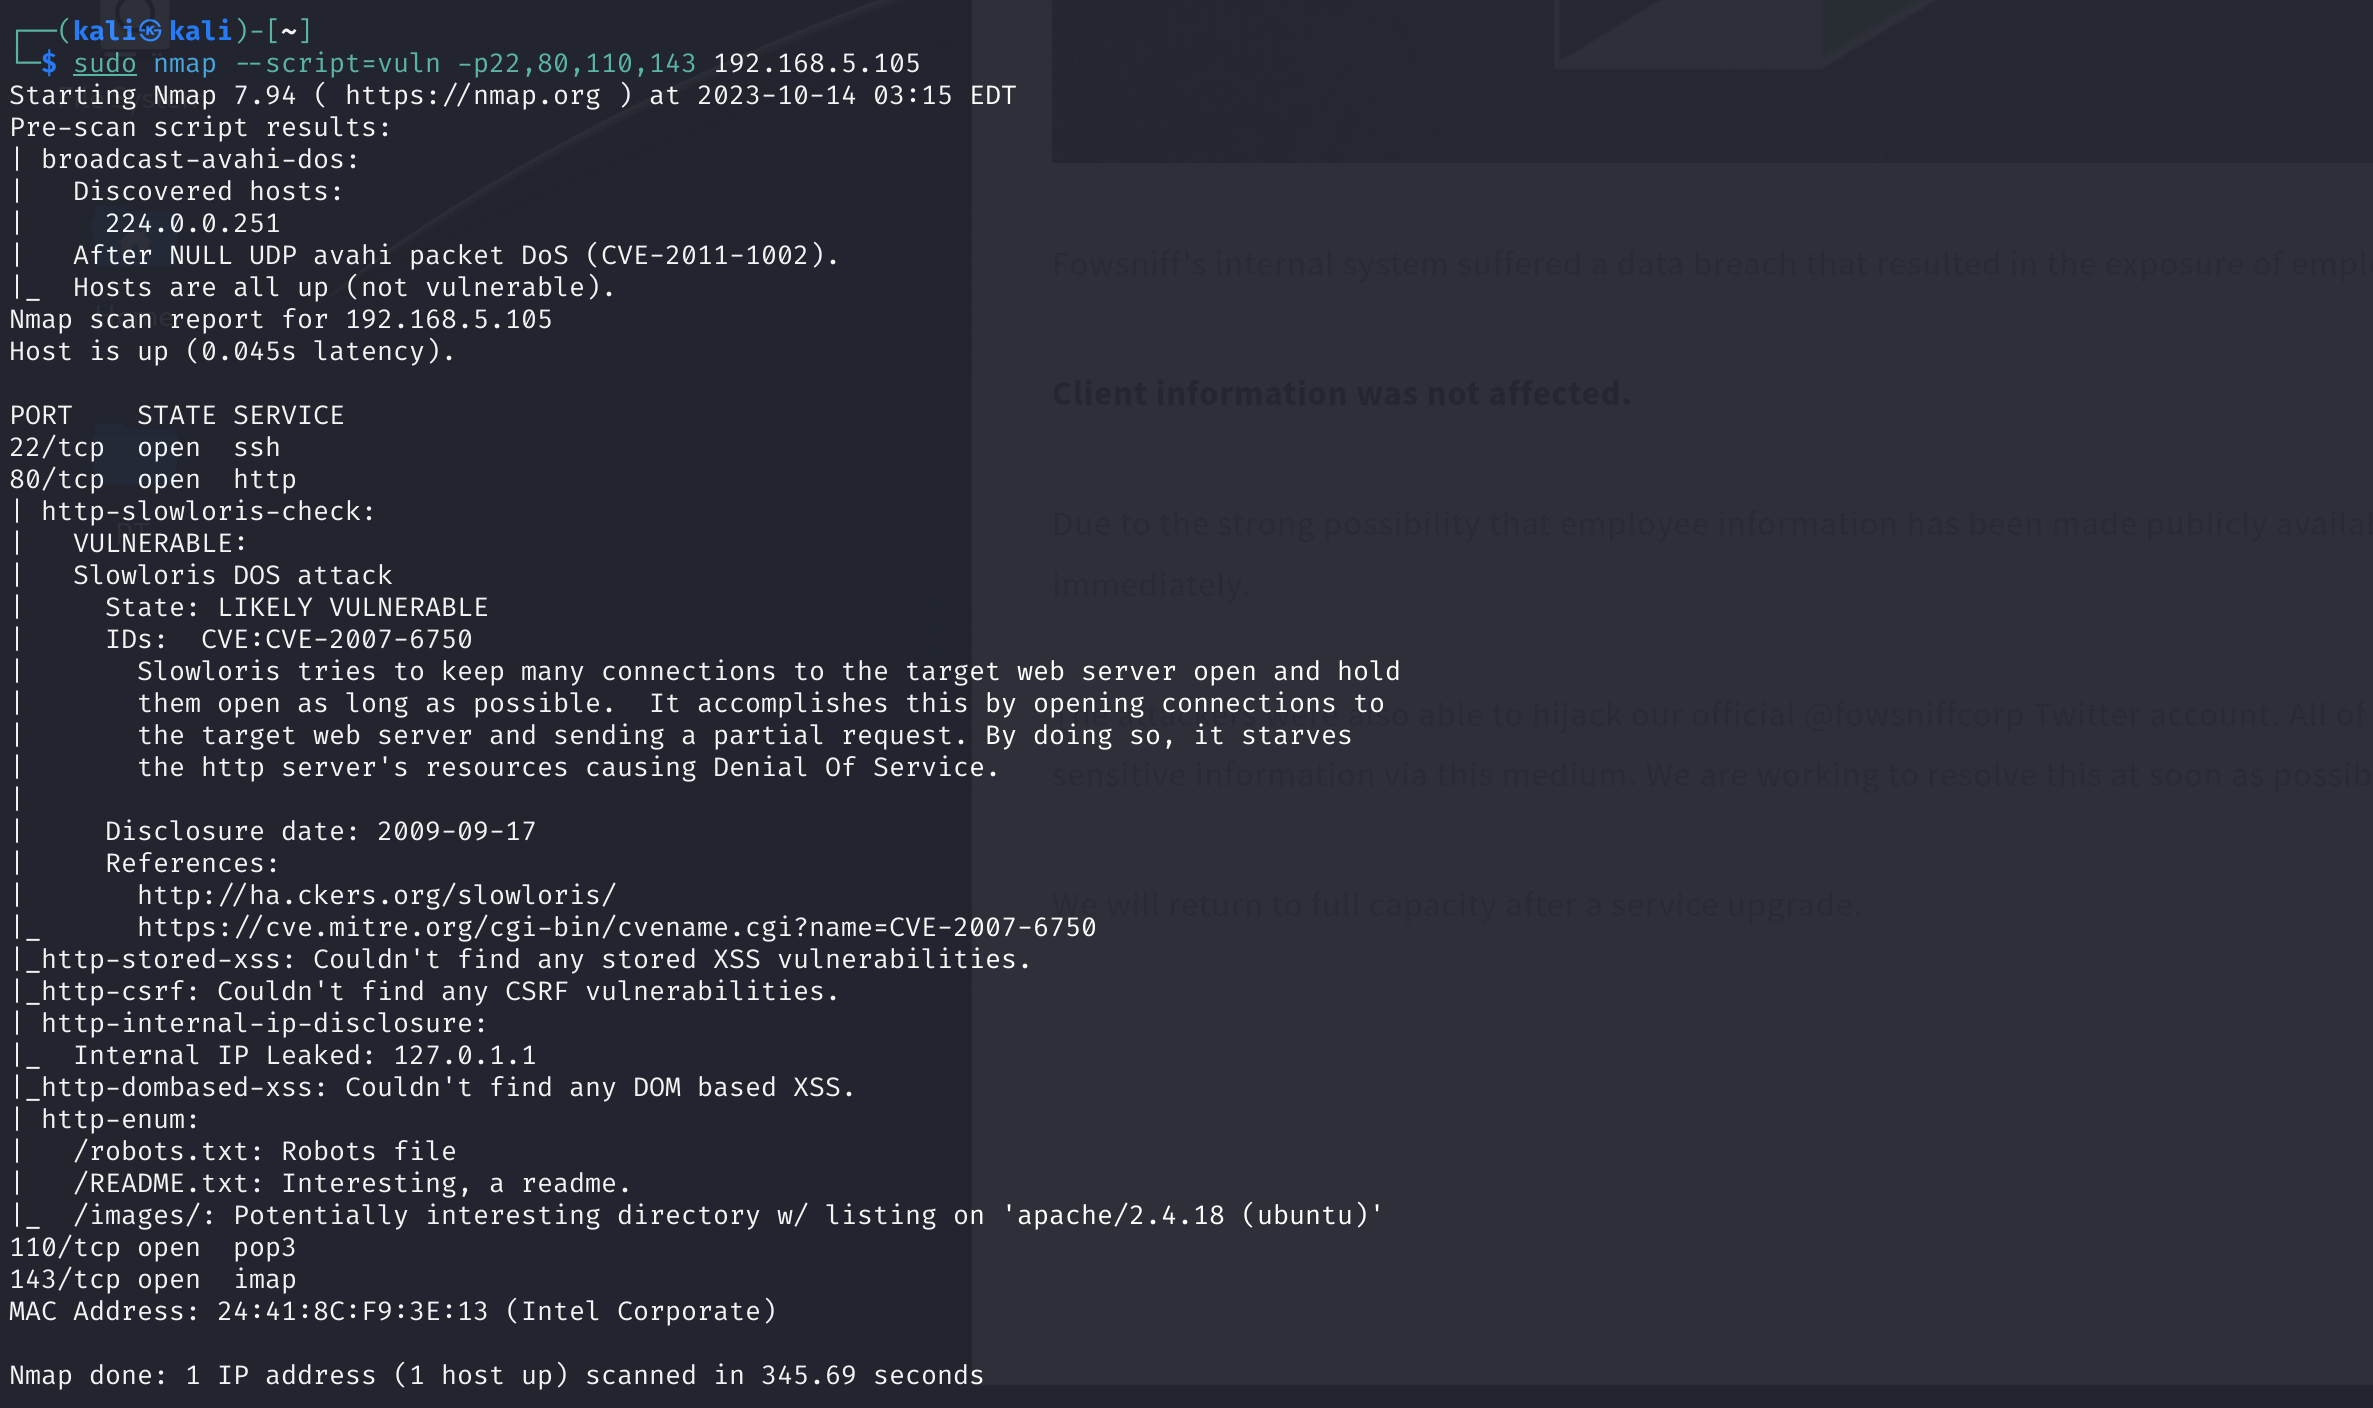 ┌──(kali㉿kali)-[~]
└─$ sudo nmap --script=vuln -p22,80,110,143 192.168.5.105
Starting Nmap 7.94 ( https://nmap.org ) at 2023-10-14 03:15 EDT
Pre-scan script results:
| broadcast-avahi-dos:
|   Discovered hosts:
|     224.0.0.251
|   After NULL UDP avahi packet DoS (CVE-2011-1002).
|_  Hosts are all up (not vulnerable).
Nmap scan report for 192.168.5.105
Host is up (0.045s latency).
PORT    STATE SERVICE
22/tcp  open  ssh
80/tcp  open  http
| http-slowloris-check:
|   VULNERABLE:
|   Slowloris DOS attack
|     State: LIKELY VULNERABLE
|     IDs:  CVE:CVE-2007-6750
|       Slowloris tries to keep many connections to the target web server open and hold
|       them open as long as possible.  It accomplishes this by opening connections to
|       the target web server and sending a partial request. By doing so, it starves
|       the http server's resources causing Denial Of Service.
|
|     Disclosure date: 2009-09-17
|     References:
|       http://ha.ckers.org/slowloris/
|_      https://cve.mitre.org/cgi-bin/cvename.cgi?name=CVE-2007-6750
|_http-stored-xss: Couldn't find any stored XSS vulnerabilities.
|_http-csrf: Couldn't find any CSRF vulnerabilities.
| http-internal-ip-disclosure:
|_  Internal IP Leaked: 127.0.1.1
|_http-dombased-xss: Couldn't find any DOM based XSS.
| http-enum:
|   /robots.txt: Robots file
|   /README.txt: Interesting, a readme.
|_  /images/: Potentially interesting directory w/ listing on 'apache/2.4.18 (ubuntu)'
110/tcp open  pop3
143/tcp open  imap
MAC Address: 24:41:8C:F9:3E:13 (Intel Corporate)
Nmap done: 1 IP address (1 host up) scanned in 345.69 seconds
Fowsniff's internal system suffered a data breach that resulted in the exposure of
Client information was not affected.
Due to the strong possibility that employee information has been made publicly
immediately.
attackers were also able to hijack our official @fowsniffcorp Twitter account. All of
sensitive information via this medium. We are working to resolve this at soon as
We will return to full capacity after a service upgrade.